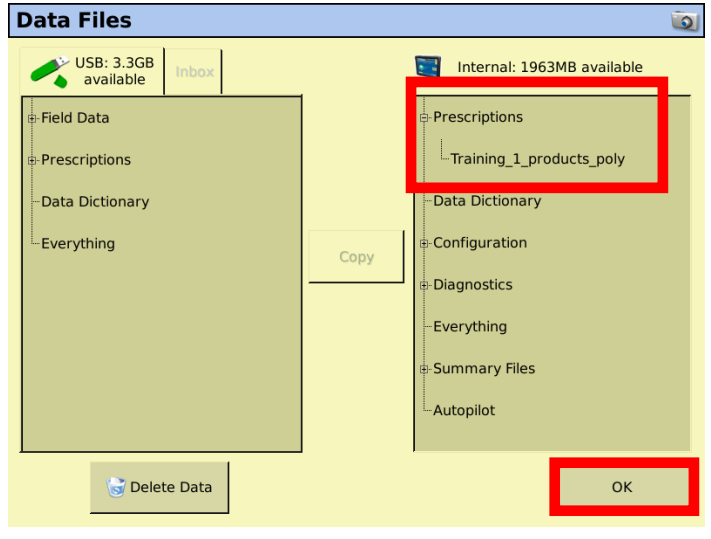 Data Files
USB: 3.3GB
available
Inbox
Field Data
Prescriptions
Data Dictionary
Everything
Copy
Internal: 1963MB available
Prescriptions
Training_1_products_poly
Data Dictionary
Configuration
Diagnostics
Everything
Summary Files
Autopilot
Delete Data
OK